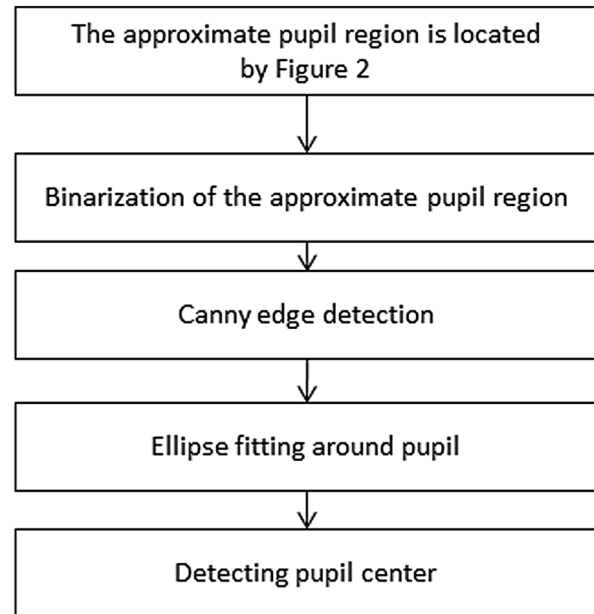 The approximate pupil region is located
by Figure 2
Binarization of the approximate pupil region
Canny edge detection
Ellipse fitting around pupil
Detecting pupil center